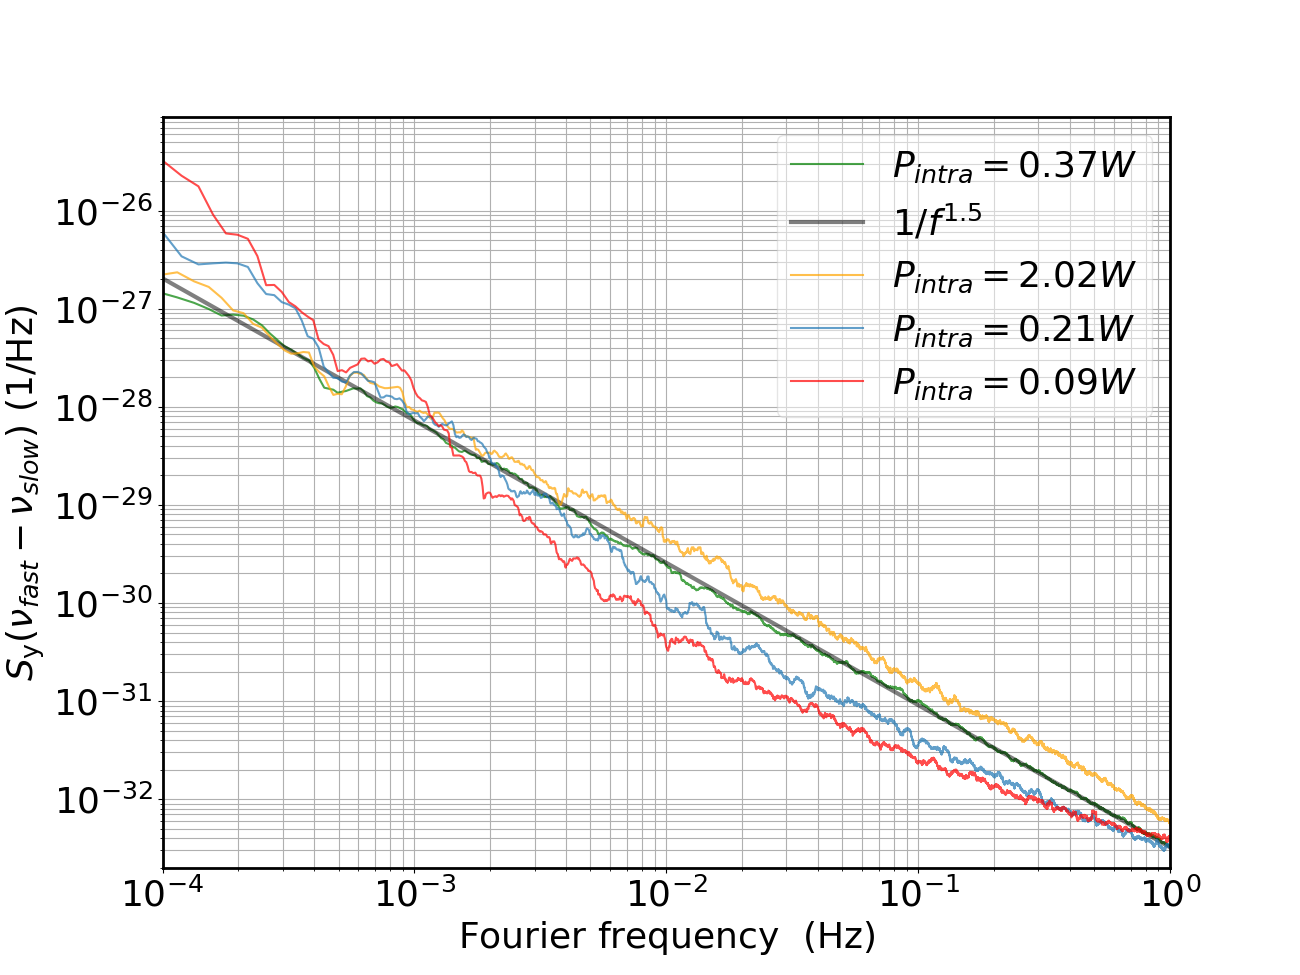 P_intra = 0.37W
1/f^1.5
P_intra = 2.02W
P_intra = 0.21W
P_intra = 0.09W
S_y(ν_fast − ν_slow) (1/Hz)
10^−26
10^−27
10^−28
10^−29
10^−30
10^−31
10^−32
10^−4 10^−3 10^−2 10^−1 10^0
Fourier frequency (Hz)